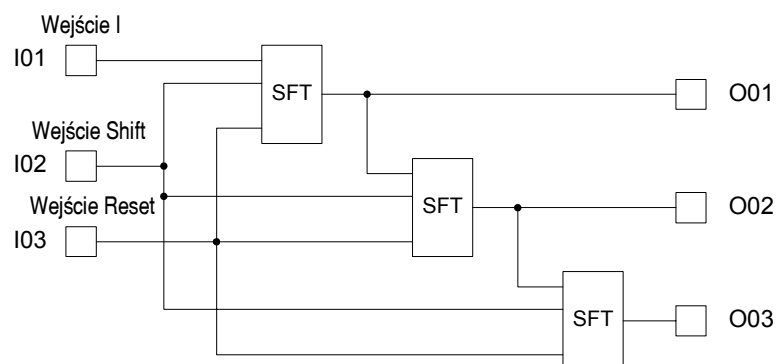 Wejście I
I01
SFT
O01
Wejście Shift
I02
SFT
O02
Wejście Reset
I03
SFT
O03